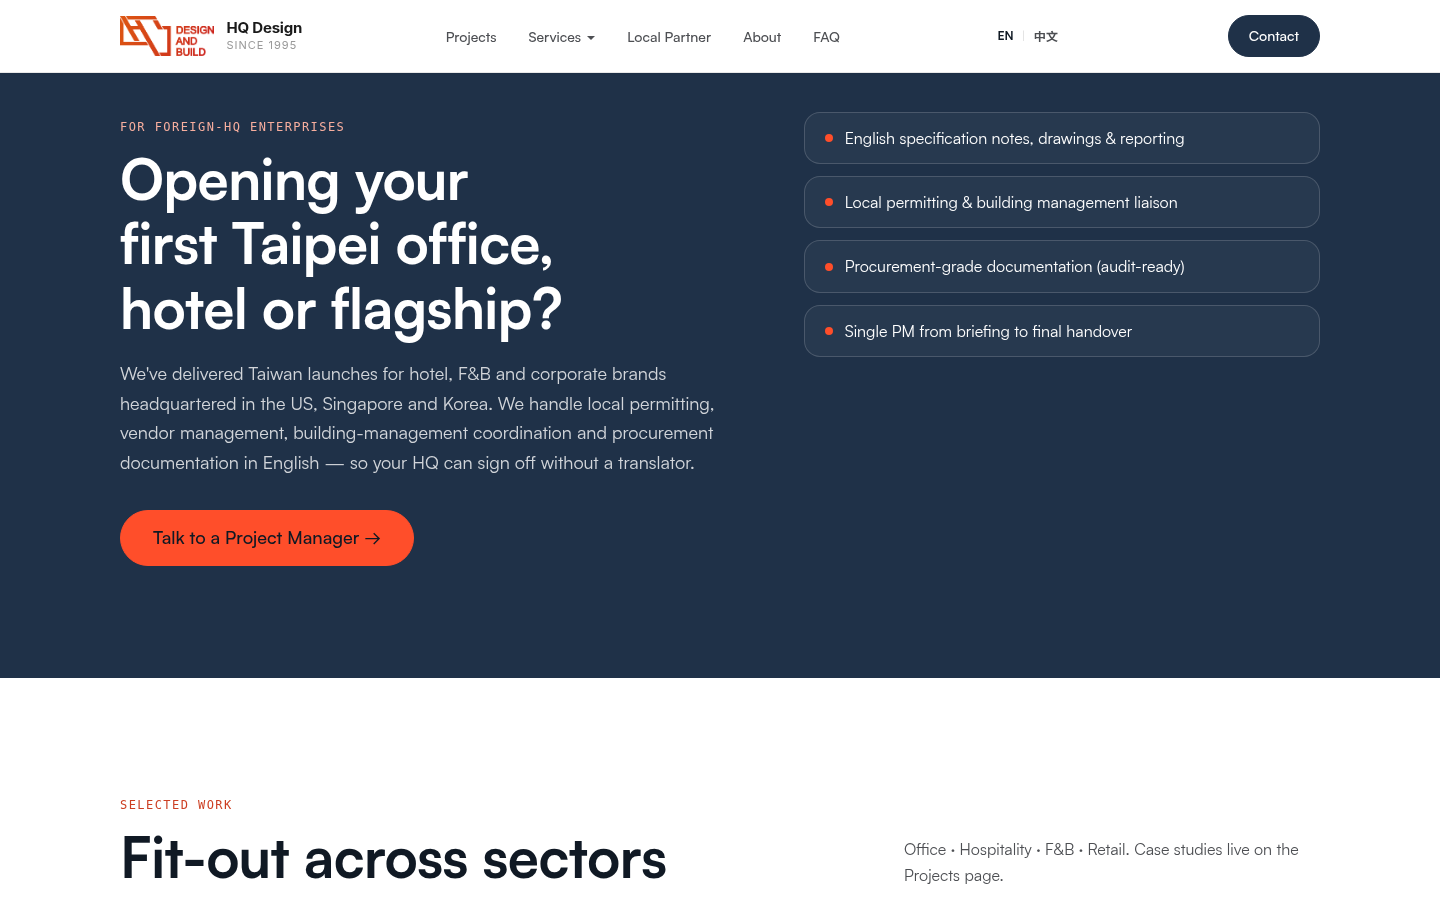 DESIGN
AND
BUILD
HQ Design
SINCE 1995
Projects
Services
Local Partner
About
FAQ
EN
中文
Contact
FOR FOREIGN-HQ ENTERPRISES
Opening your
first Taipei office,
hotel or flagship?
We've delivered Taiwan launches for hotel, F&B and corporate brands
headquartered in the US, Singapore and Korea. We handle local permitting,
vendor management, building-management coordination and procurement
documentation in English — so your HQ can sign off without a translator.
Talk to a Project Manager →
English specification notes, drawings & reporting
Local permitting & building management liaison
Procurement-grade documentation (audit-ready)
Single PM from briefing to final handover
SELECTED WORK
Fit-out across sectors
Office · Hospitality · F&B · Retail. Case studies live on the
Projects page.